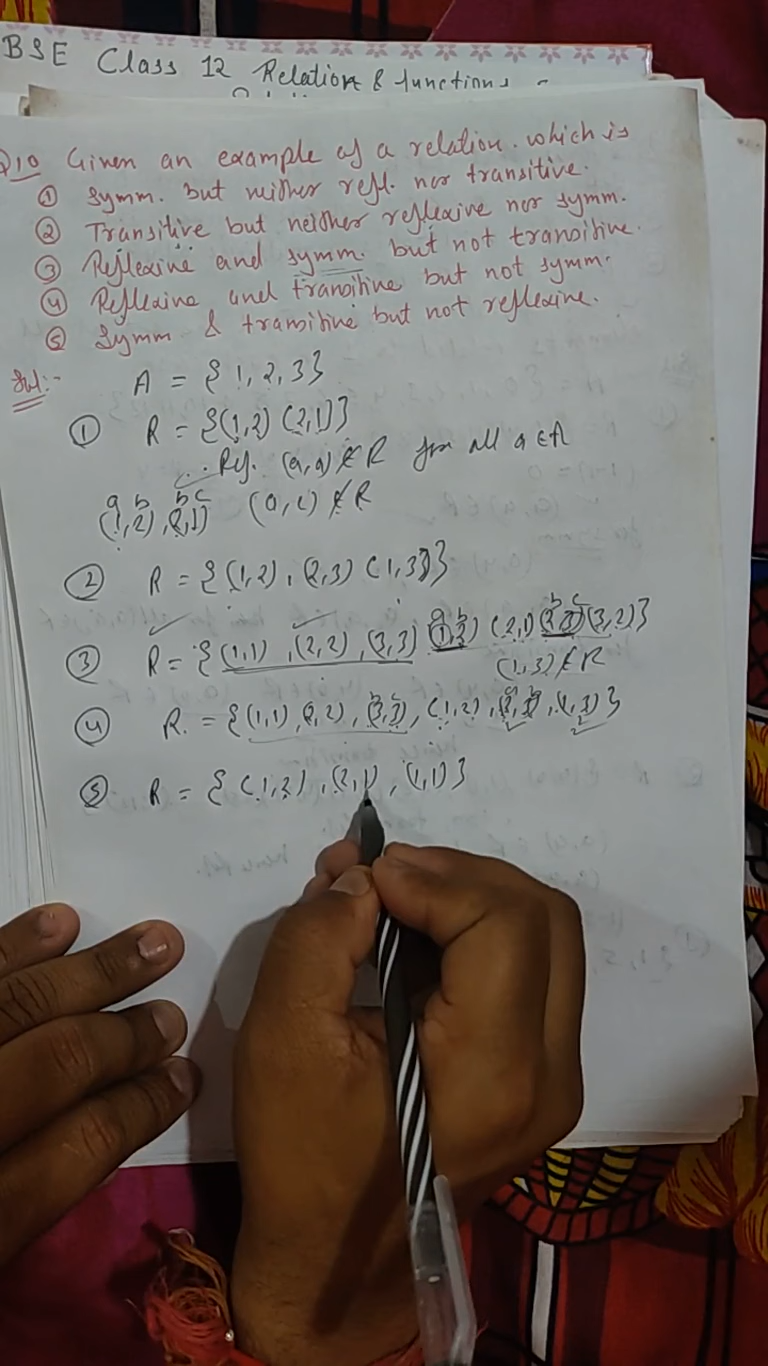 BSE Class 12 Relation & functions
Q10 Given an example of a relation. which is
① Symm. but neither refl. nor transitive.
② Transitive but neither reflexive nor symm.
③ Reflexive and symm. but not transitive.
④ Reflexive and transitive but not symm.
⑤ Symm & transitive but not reflexive.
Sol:- A = {1, 2, 3}
① R = {(1,2) (2,1)}
Ref. (a,a) ∉ R for all a ∈ A
a b b c
(1,2), (2,1) (a,c) ∉ R
② R = {(1,2), (2,3) (1,3)}
③ R = {(1,1), (2,2), (3,3) (1,2) (2,1) (2,3) (3,2)}
(1,3) ∉ R
④ R. = {(1,1), (2,2), (3,3), (1,2),
⑤ R = {(1,2), (2,1), (1,1)}